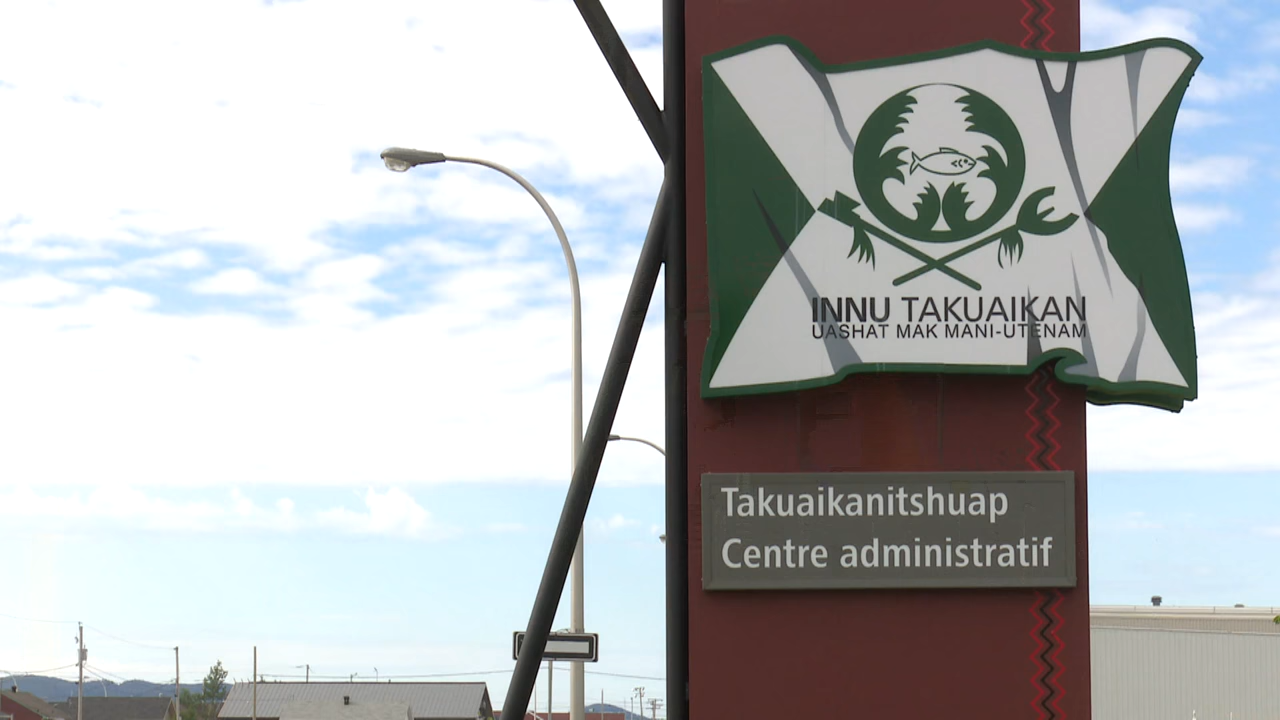 INNU TAKUAIKAN
UASHAT MAK MANI-UTENAM
Takuaikanitshuap
Centre administratif